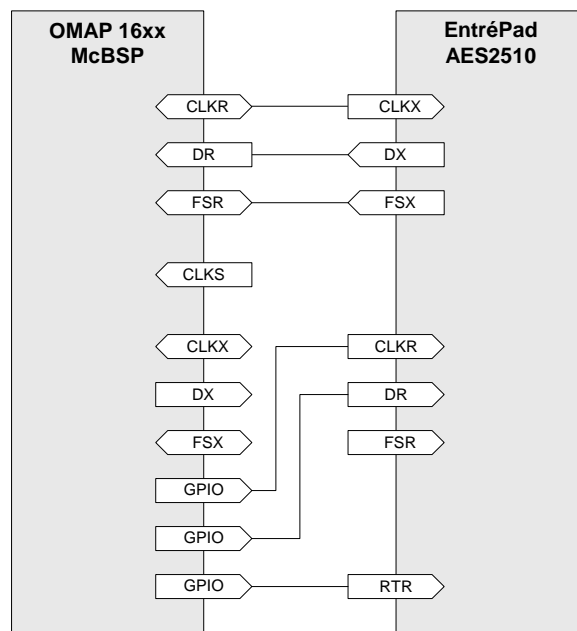 OMAP 16xx
McBSP
EntréPad
AES2510
CLKR
CLKX
DR
DX
FSR
FSX
CLKS
CLKX
CLKR
DX
DR
FSX
FSR
GPIO
GPIO
GPIO
RTR